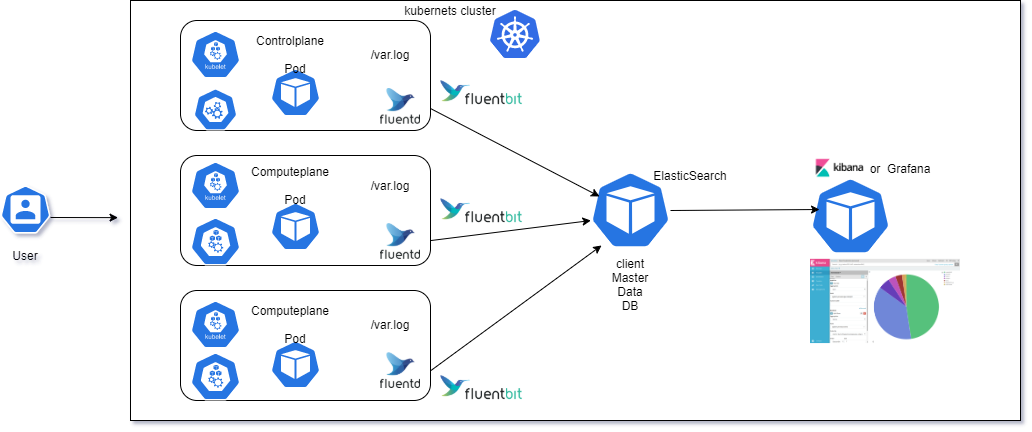 kubernets cluster
Controlplane
/var.log
kubelet
Pod
fluentd
fluentbit
Computeplane
/var.log
kubelet
Pod
fluentd
fluentbit
Computeplane
/var.log
kubelet
Pod
fluentd
fluentbit
User
ElasticSearch
client
Master
Data
DB
kibana or Grafana